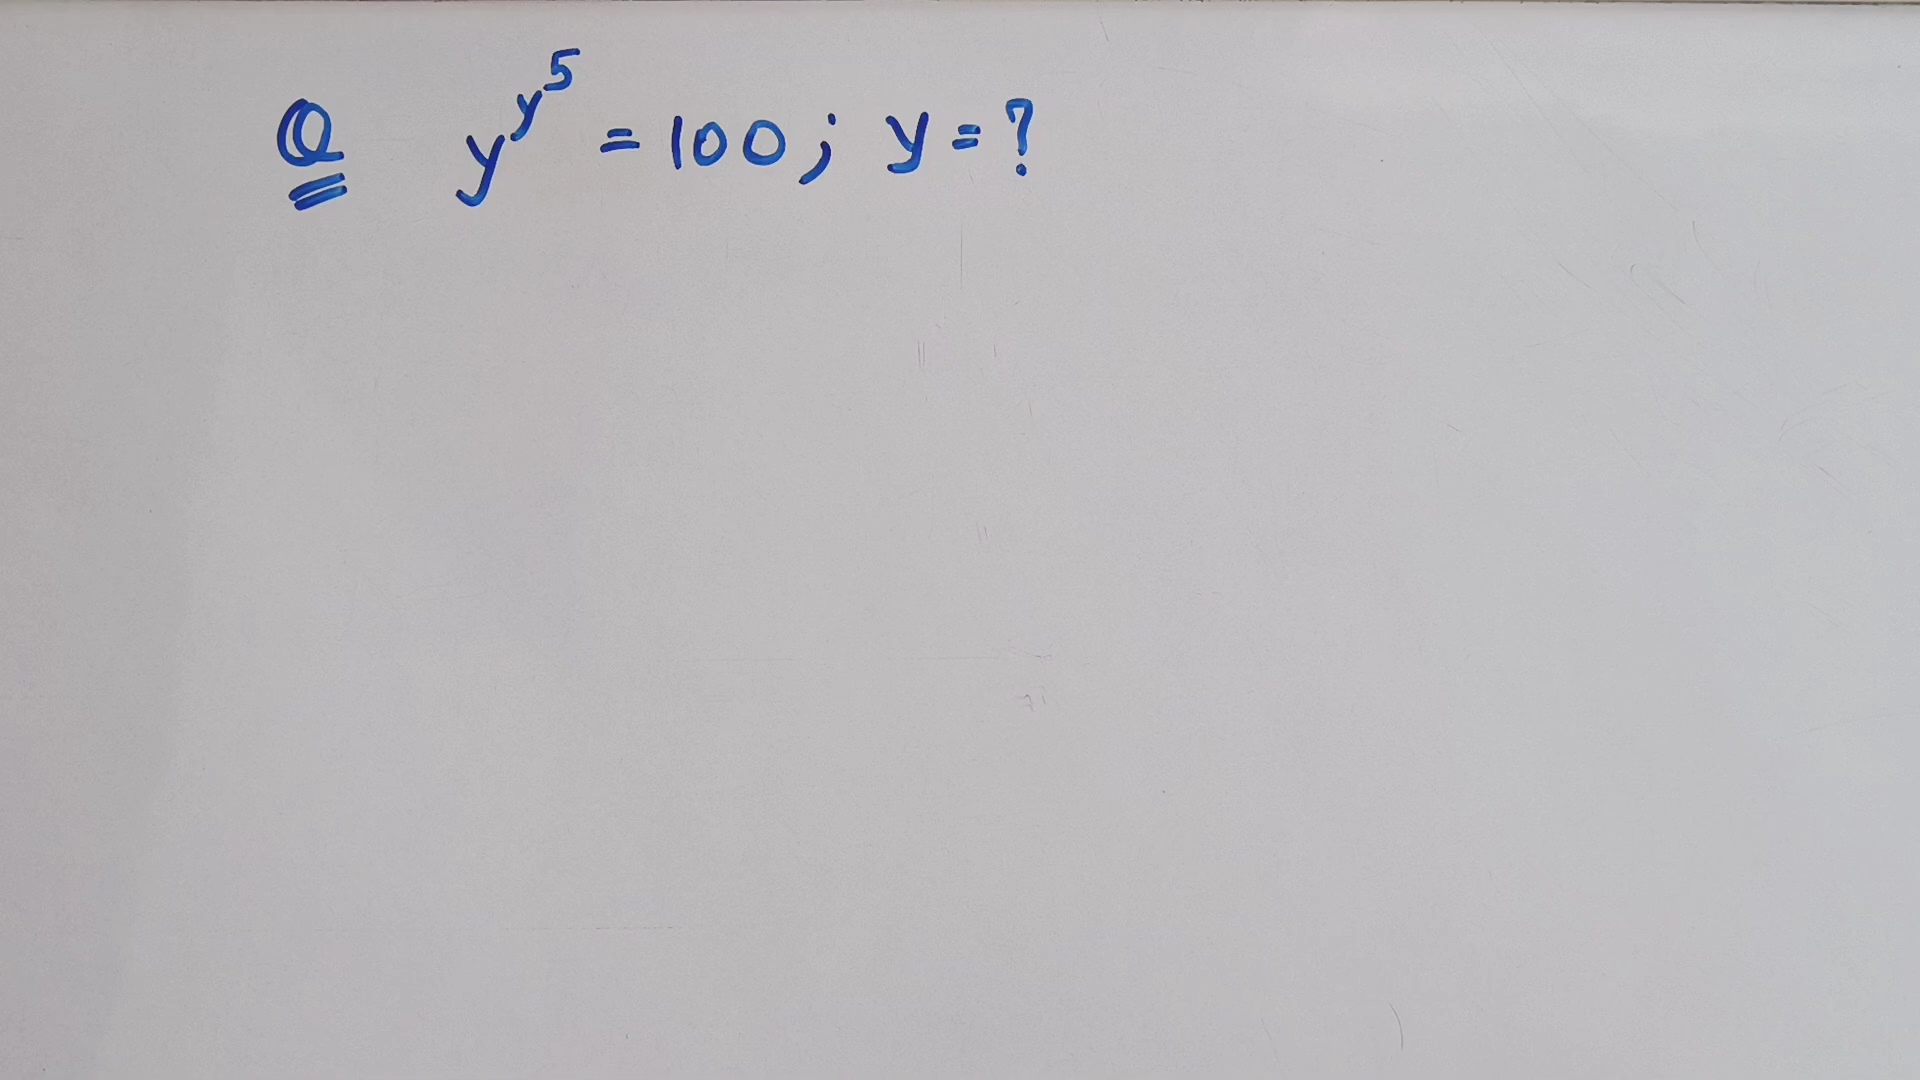 Q y^y^5 = 100; y = ?